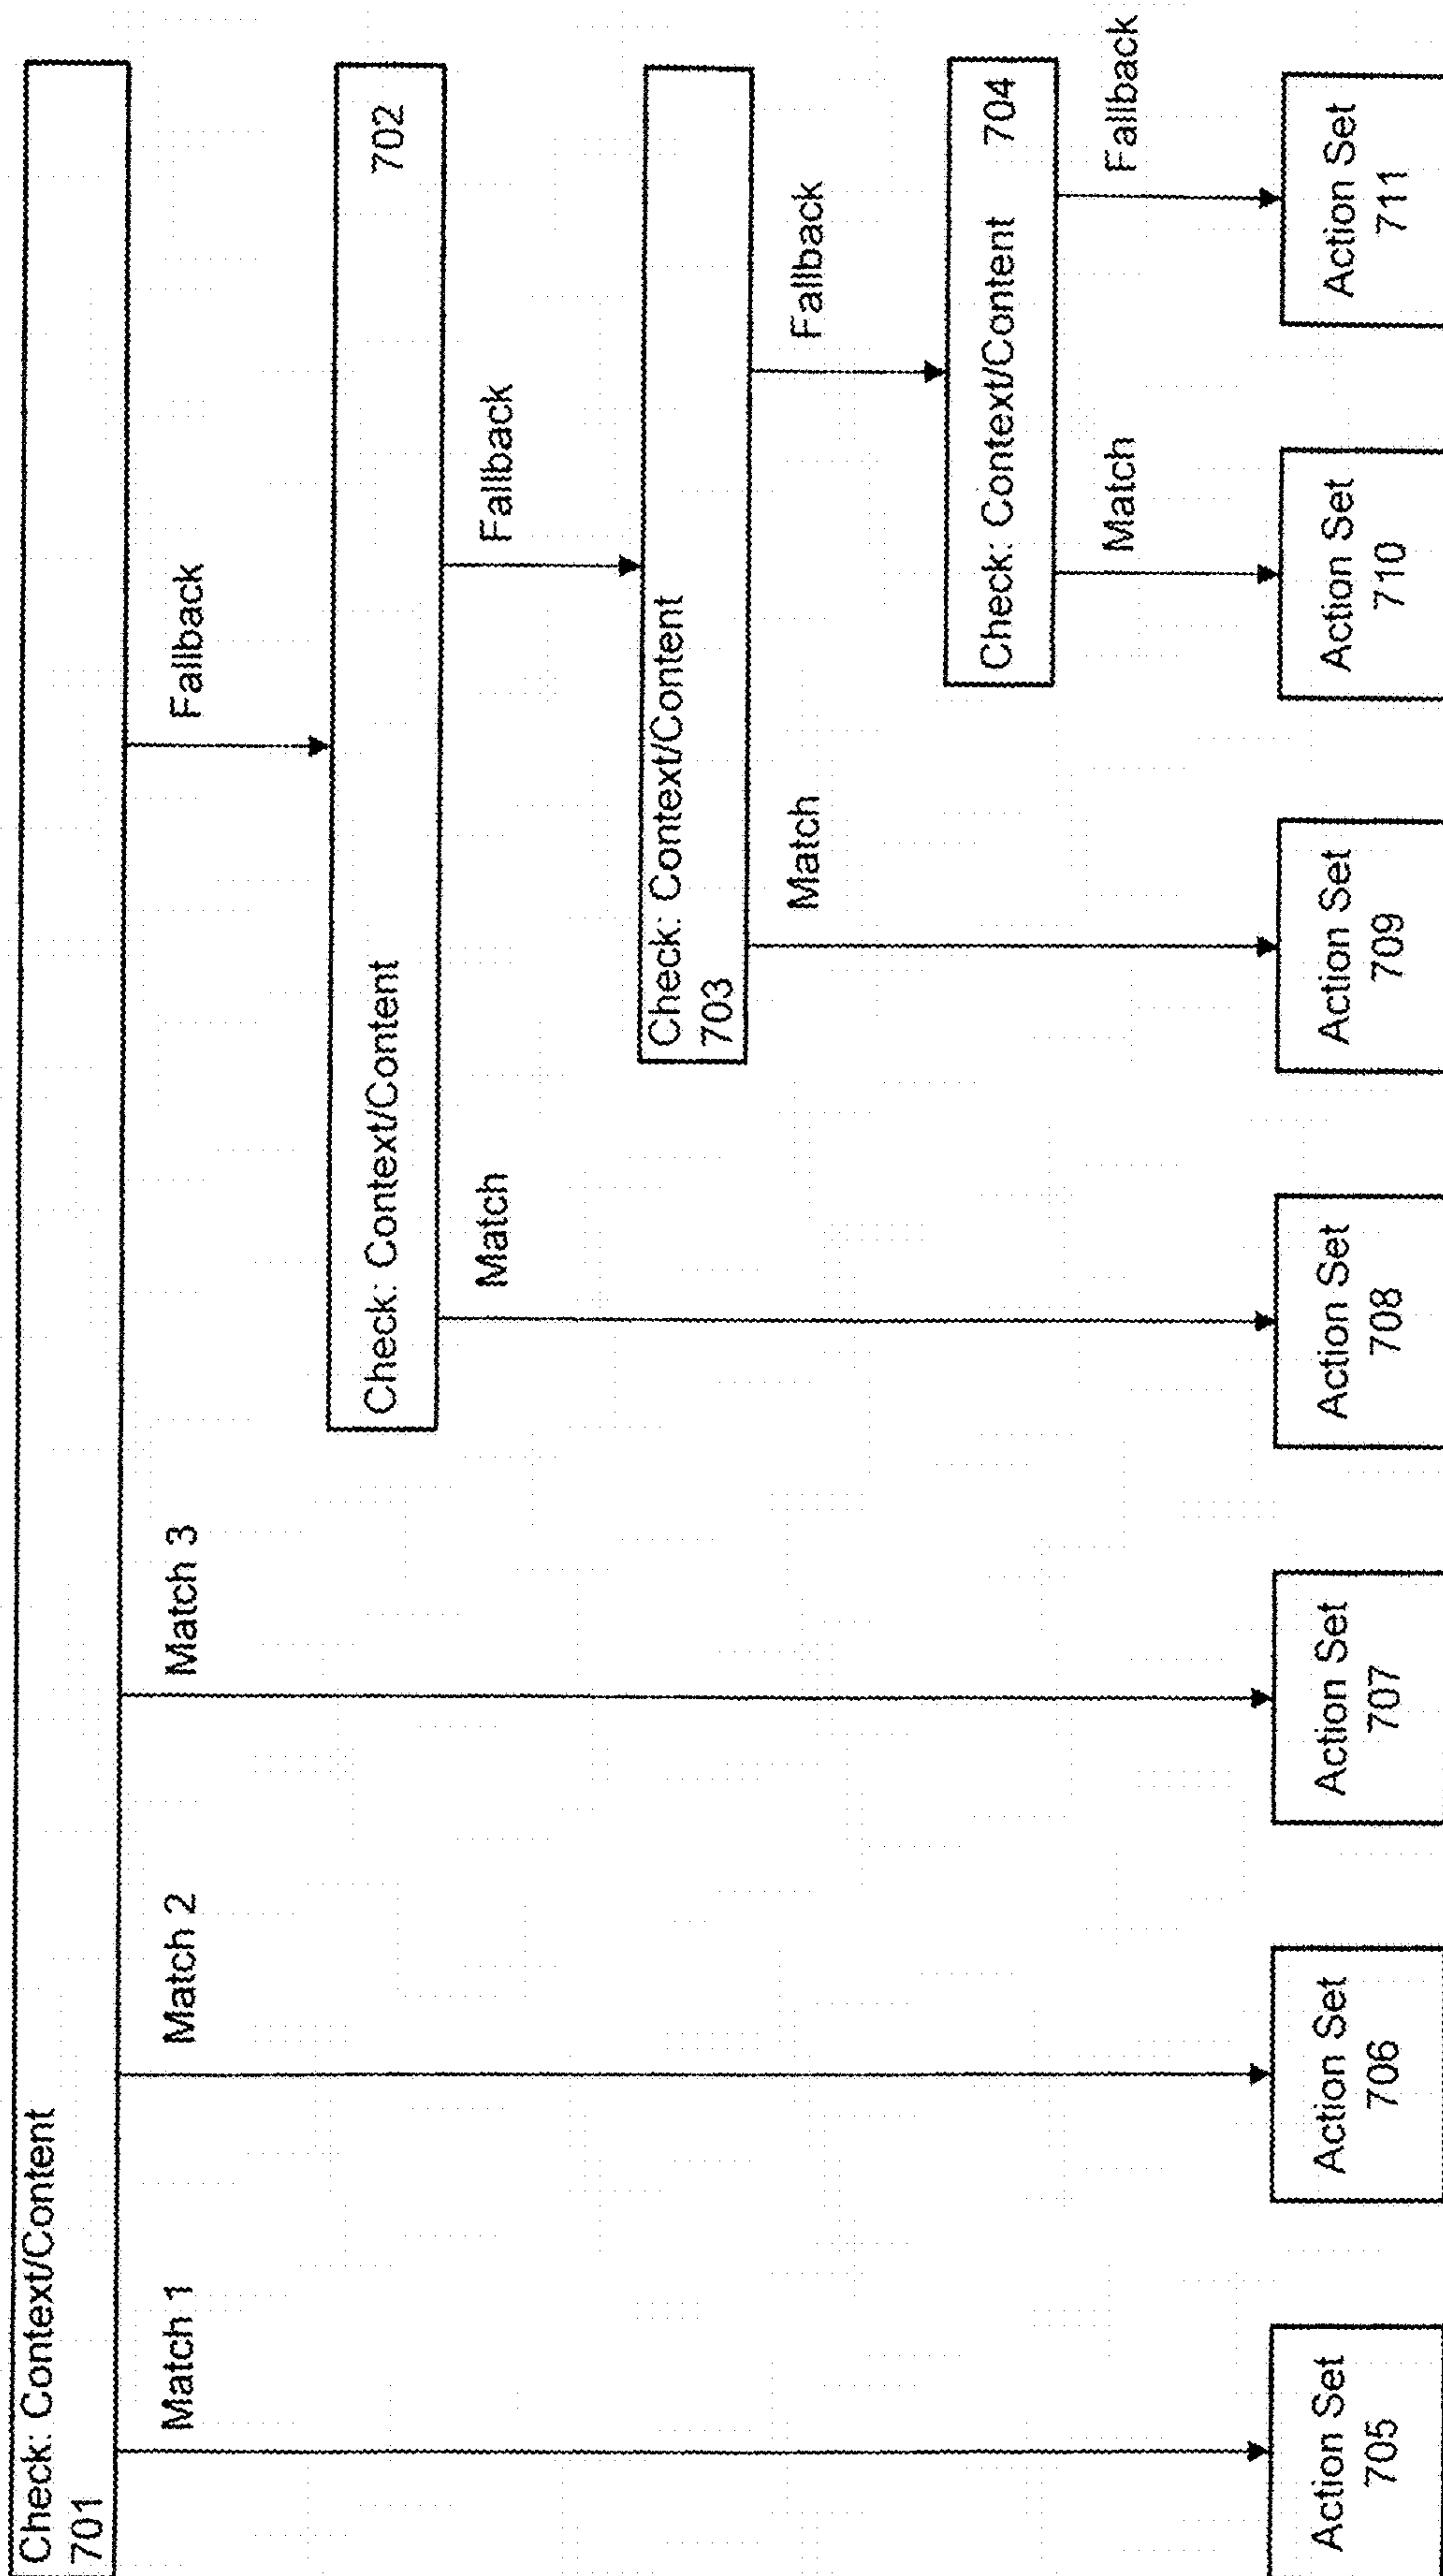 Check: Context/Content
701
Match 1
Match 2
Match 3
Fallback
Check: Context/Content 702
Match
Fallback
Check: Context/Content
703
Match
Fallback
Check: Context/Content 704
Match
Fallback
Action Set
705
Action Set
706
Action Set
707
Action Set
708
Action Set
709
Action Set
710
Action Set
711